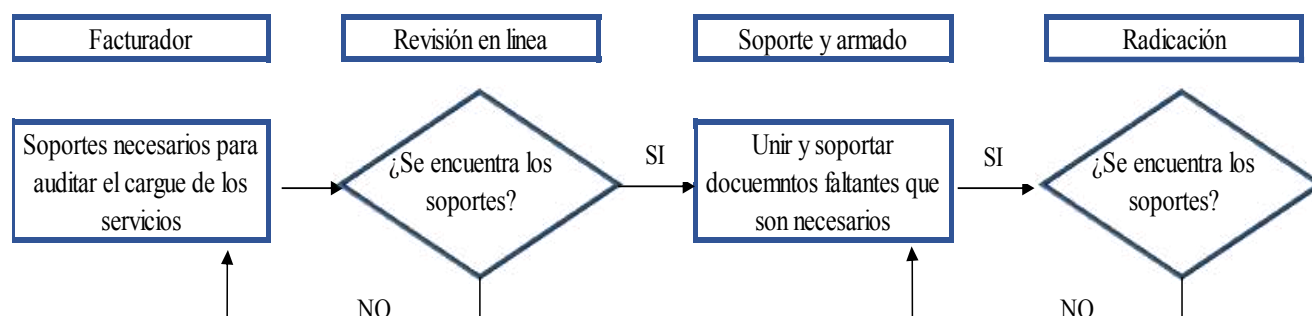 Facturador
Revisión en linea
Soporte y armado
Radicación
Soportes necesarios para
auditar el cargue de los
servicios
¿Se encuentra los
soportes?
SI
Unir y soportar
docuemntos faltantes que
son necesarios
SI
¿Se encuentra los
soportes?
NO
NO